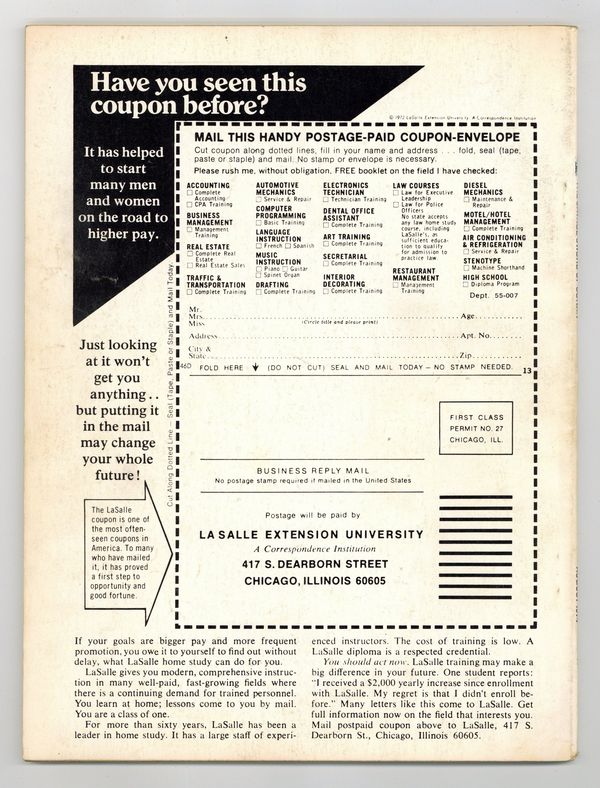 Have you seen this
coupon before?
It has helped
to start
many men
and women
on the road to
higher pay.
Just looking
at it won't
get you
anything . .
but putting it
in the mail
may change
your whole
future!
The LaSalle
coupon is one of
the most often-
seen coupons in
America. To many
who have mailed
it, it has proved
a first step to
opportunity and
good fortune.
Cut Along Dotted Line — Seal (Tape, Paste or Staple) and Mail Today
© 1972 LaSalle Extension University, A Correspondence Institution
MAIL THIS HANDY POSTAGE-PAID COUPON-ENVELOPE
Cut coupon along dotted lines, fill in your name and address . . . fold, seal (tape,
paste or staple) and mail. No stamp or envelope is necessary.
Please rush me, without obligation, FREE booklet on the field I have checked:
ACCOUNTING
Complete
Accounting
CPA Training
BUSINESS
MANAGEMENT
Management
Training
REAL ESTATE
Complete Real
Estate
Real Estate Sales
TRAFFIC &
TRANSPORTATION
Complete Training
AUTOMOTIVE
MECHANICS
Service & Repair
COMPUTER
PROGRAMMING
Basic Training
LANGUAGE
INSTRUCTION
French Spanish
MUSIC
INSTRUCTION
Piano Guitar
Spinet Organ
DRAFTING
Complete Training
ELECTRONICS
TECHNICIAN
Technician Training
DENTAL OFFICE
ASSISTANT
Complete Training
ART TRAINING
Complete Training
SECRETARIAL
Complete Training
INTERIOR
DECORATING
Complete Training
LAW COURSES
Law for Executive
Leadership
Law for Police
Officers
No state accepts
any law home study
course, including
LaSalle's, as
sufficient educa-
tion to qualify
for admission to
practice law
RESTAURANT
MANAGEMENT
Management
Training
DIESEL
MECHANICS
Maintenance &
Repair
MOTEL/HOTEL
MANAGEMENT
Complete Training
AIR CONDITIONING
& REFRIGERATION
Service & Repair
STENOTYPE
Machine Shorthand
HIGH SCHOOL
Diploma Program
Dept. 55-007
Mr.
Mrs. Age
Miss (Circle title and please print)
Address Apt. No.
City &
State Zip
46D FOLD HERE (DO NOT CUT) SEAL AND MAIL TODAY — NO STAMP NEEDED. 13
FIRST CLASS
PERMIT NO. 27
CHICAGO, ILL.
BUSINESS REPLY MAIL
No postage stamp required if mailed in the United States
Postage will be paid by
LA SALLE EXTENSION UNIVERSITY
A Correspondence Institution
417 S. DEARBORN STREET
CHICAGO, ILLINOIS 60605
If your goals are bigger pay and more frequent
promotion, you owe it to yourself to find out without
delay, what LaSalle home study can do for you.
LaSalle gives you modern, comprehensive instruc-
tion in many well-paid, fast-growing fields where
there is a continuing demand for trained personnel.
You learn at home; lessons come to you by mail.
You are a class of one.
For more than sixty years, LaSalle has been a
leader in home study. It has a large staff of experi-
enced instructors. The cost of training is low. A
LaSalle diploma is a respected credential.
You should act now. LaSalle training may make a
big difference in your future. One student reports:
"I received a $2,000 yearly increase since enrollment
with LaSalle. My regret is that I didn't enroll be-
fore." Many letters like this come to LaSalle. Get
full information now on the field that interests you.
Mail postpaid coupon above to LaSalle, 417 S.
Dearborn St., Chicago, Illinois 60605.